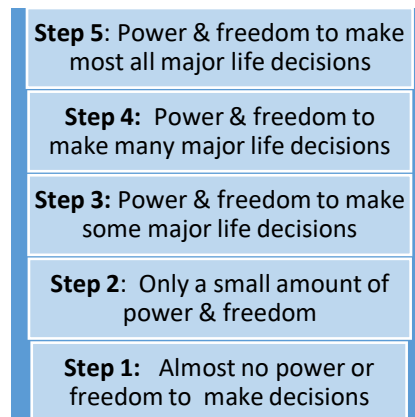 Step 5: Power & freedom to make
most all major life decisions
Step 4: Power & freedom to
make many major life decisions
Step 3: Power & freedom to make
some major life decisions
Step 2: Only a small amount of
power & freedom
Step 1: Almost no power or
freedom to make decisions